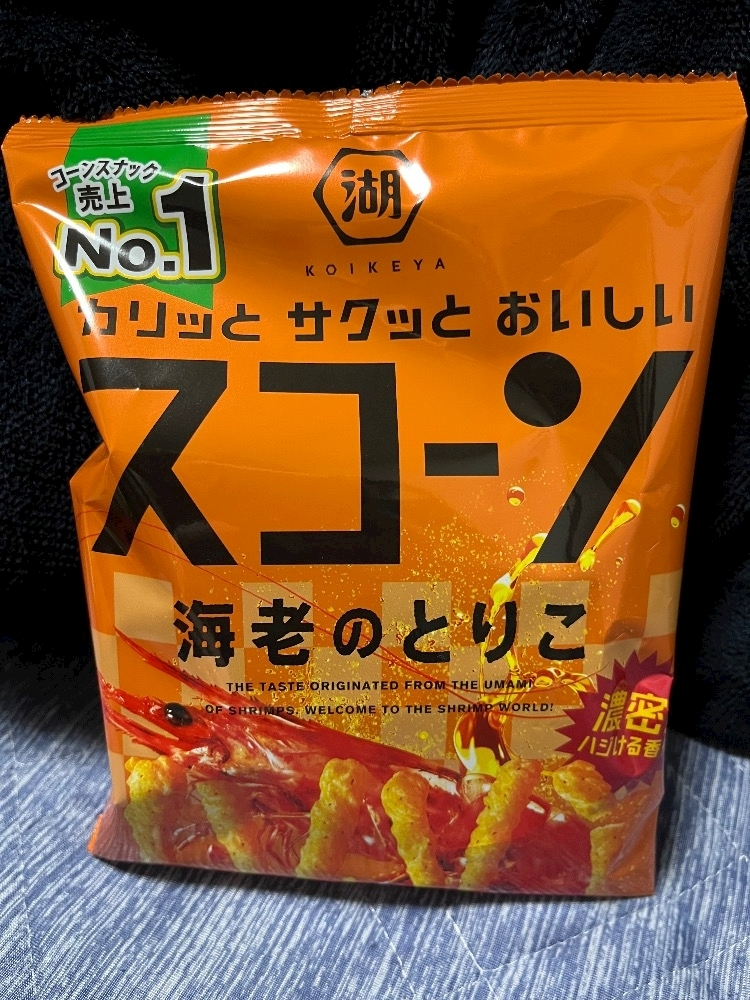 コーンスナック
売上
No.1
湖
KOIKEYA
カリッと サクッと おいしい
スコーン
海老のとりこ
THE TASTE ORIGINATED FROM THE UMAMI
OF SHRIMPS. WELCOME TO THE SHRIMP WORLD!
濃密
ハジける香